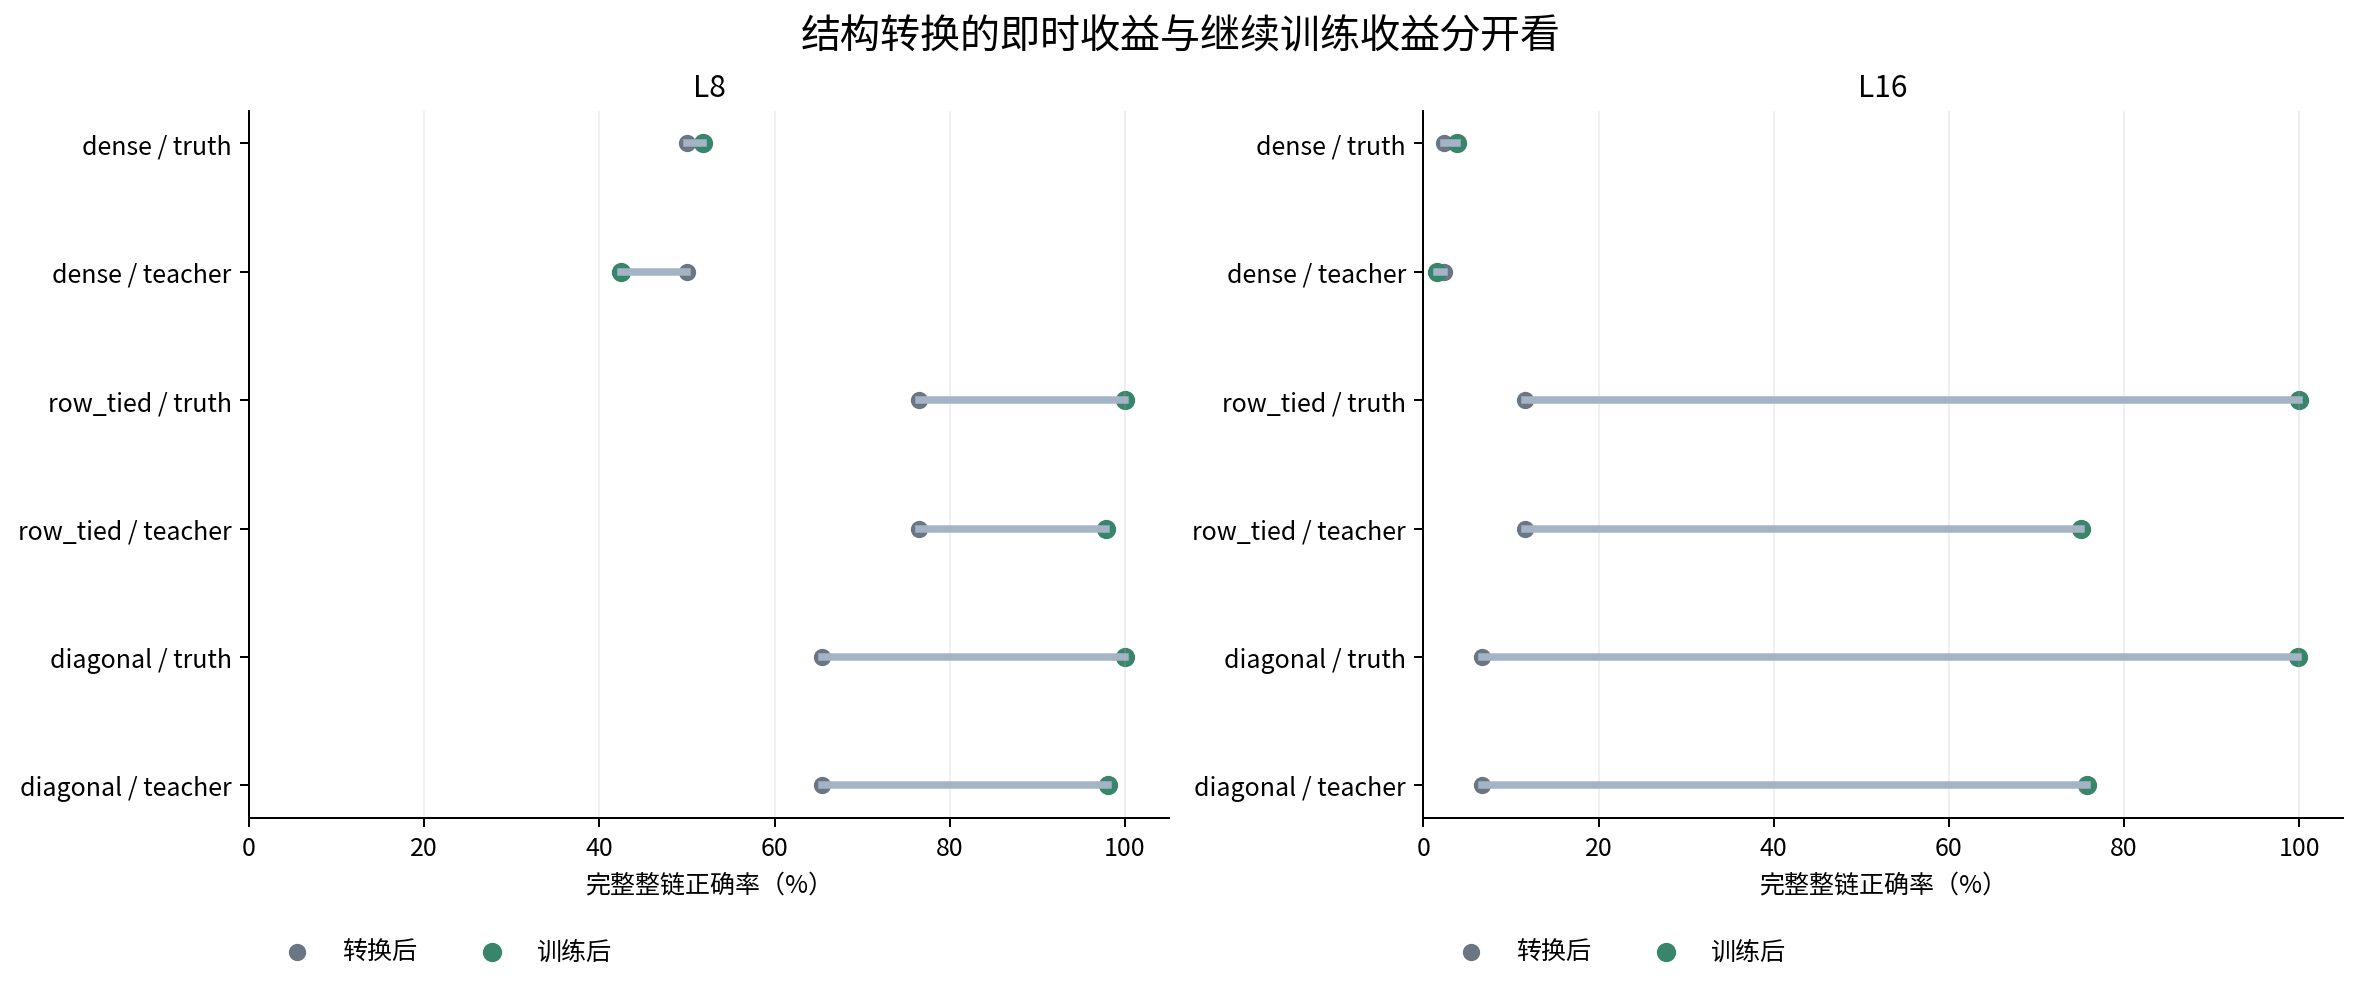 结构转换的即时收益与继续训练收益分开看
L8
dense / truth
dense / teacher
row_tied / truth
row_tied / teacher
diagonal / truth
diagonal / teacher
0 20 40 60 80 100
完整整链正确率（%）
转换后 训练后
L16
dense / truth
dense / teacher
row_tied / truth
row_tied / teacher
diagonal / truth
diagonal / teacher
0 20 40 60 80 100
完整整链正确率（%）
转换后 训练后